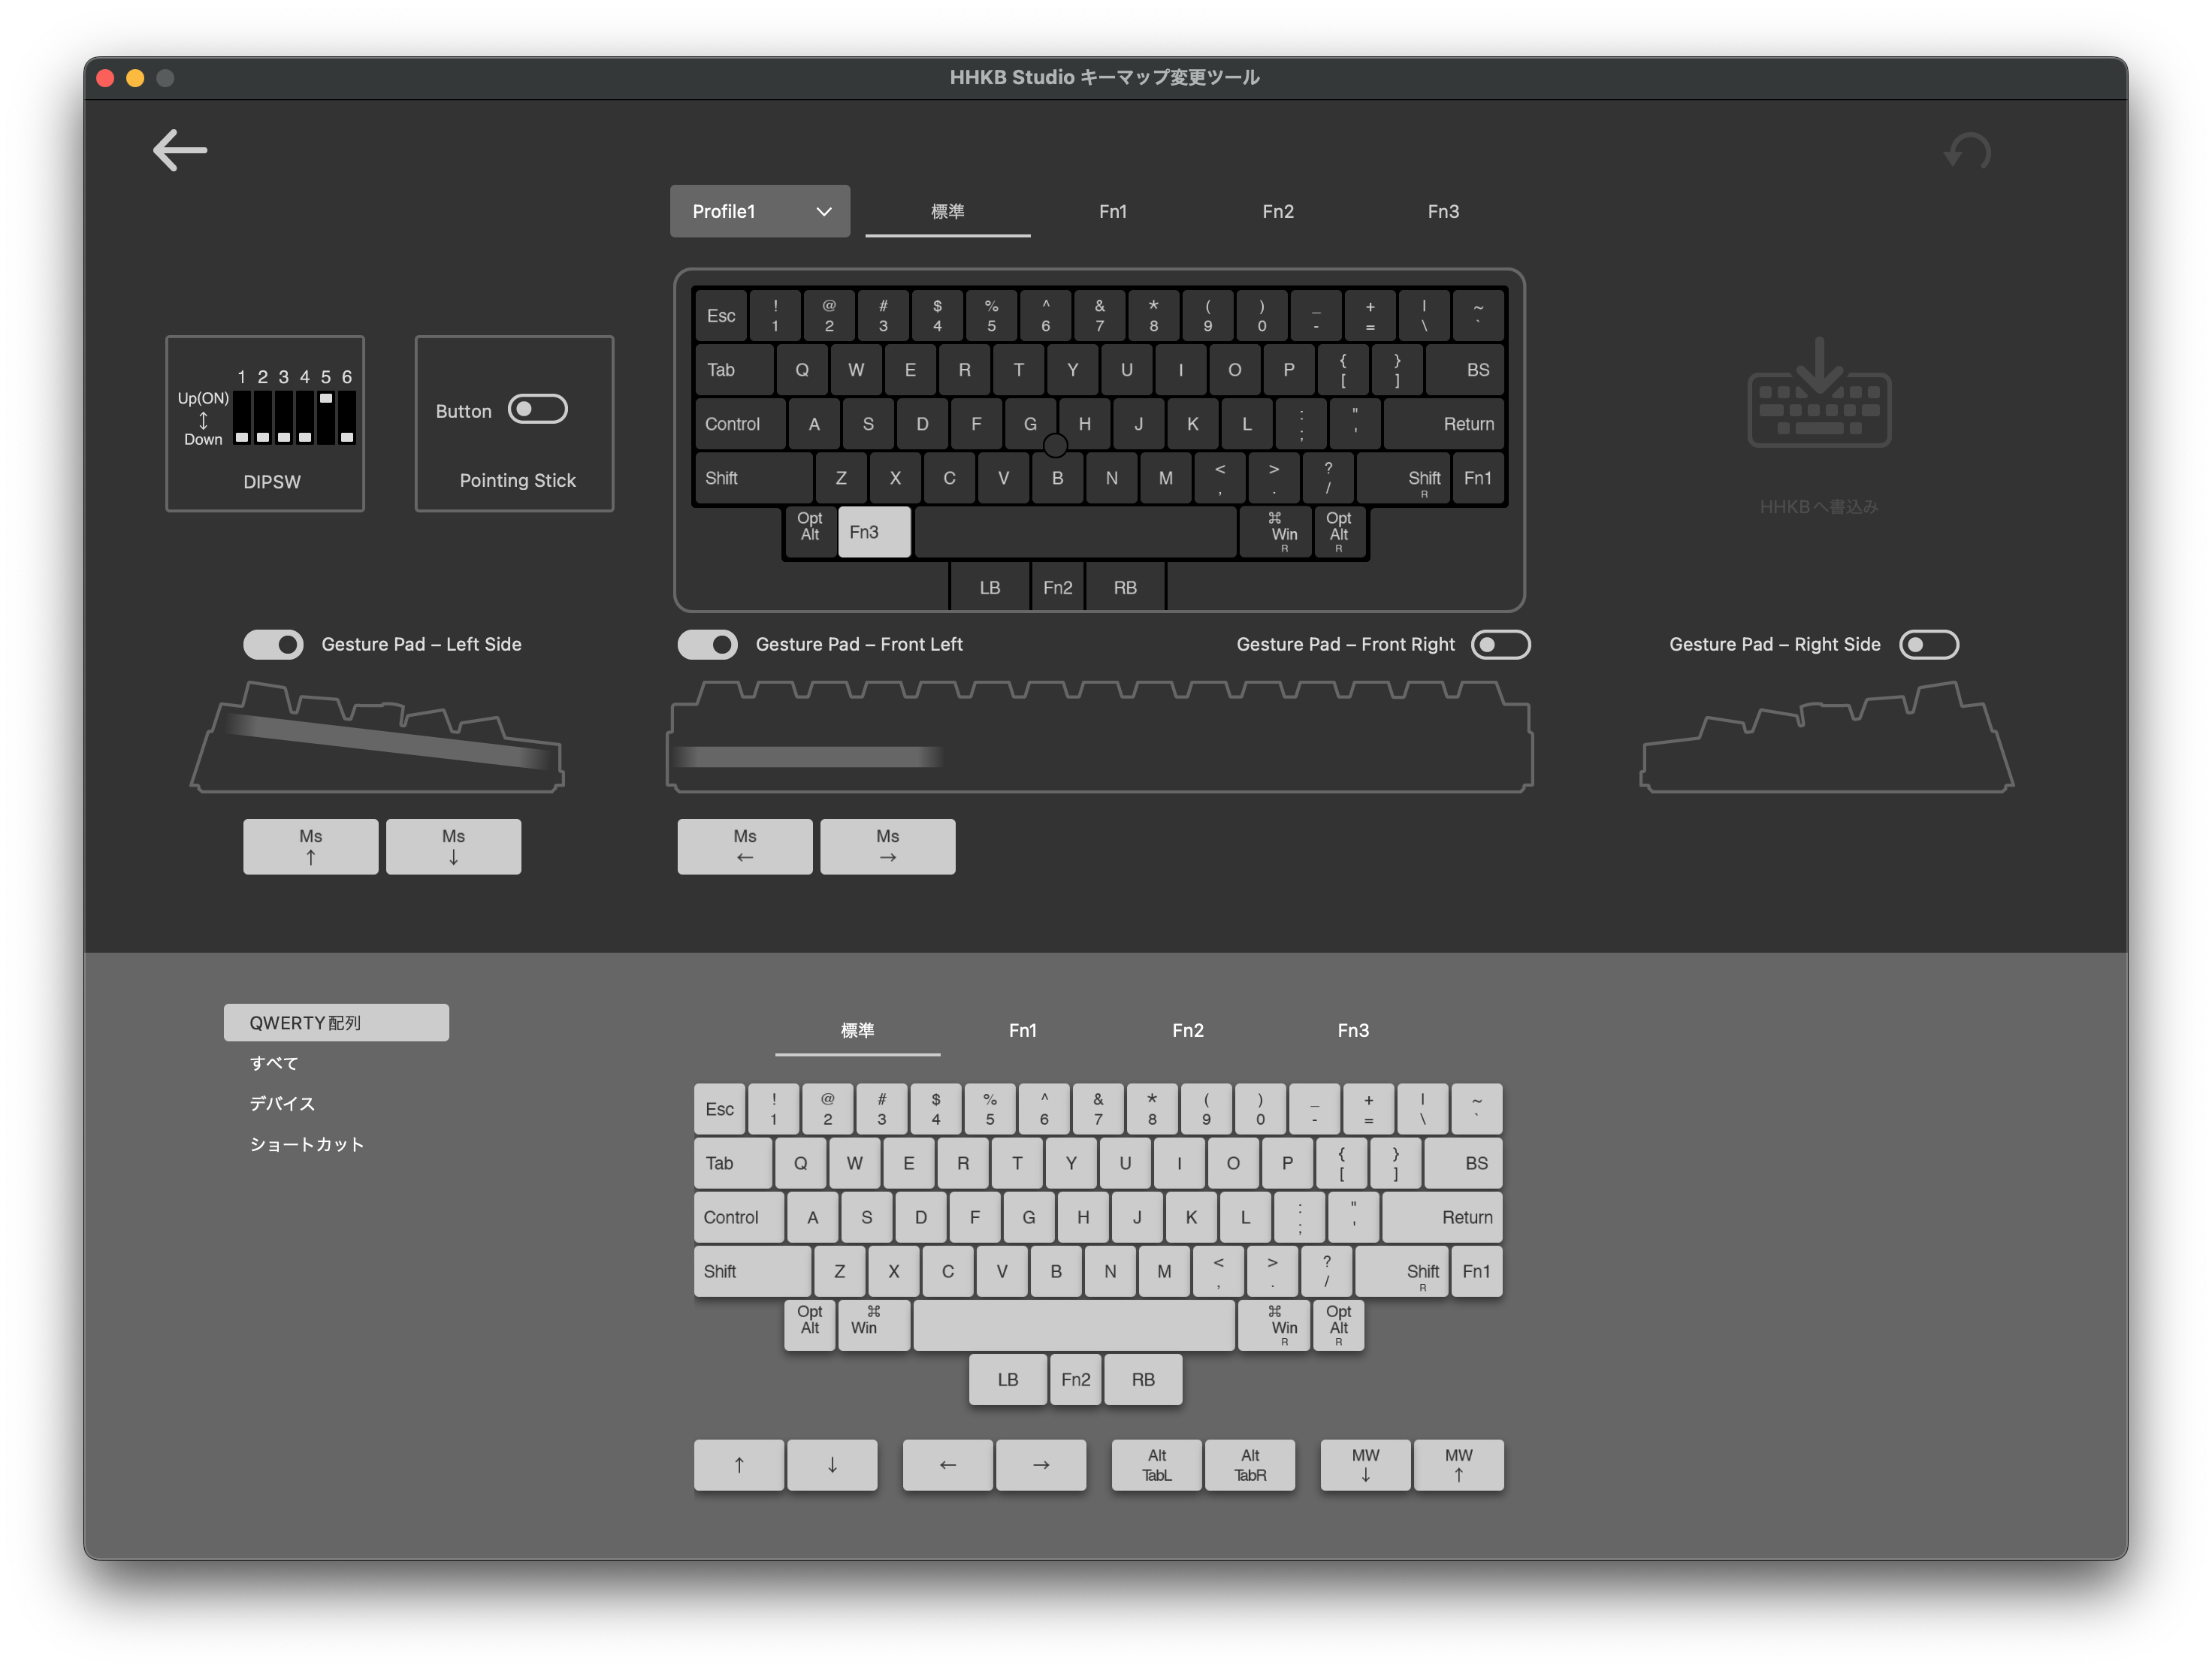 HHKB Studio キーマップ変更ツール
Profile1 標準 Fn1 Fn2 Fn3
1 2 3 4 5 6
Up(ON)
↕
Down
DIPSW
Button
Pointing Stick
Esc ! 1 @ 2 # 3 $ 4 % 5 ^ 6 & 7 * 8 ( 9 ) 0 _ - + = | \ ~ `
Tab Q W E R T Y U I O P { [ } ] BS
Control A S D F G H J K L : ; " ' Return
Shift Z X C V B N M < , > . ? / Shift R Fn1
Opt Alt Fn3 ⌘ Win R Opt Alt R
LB Fn2 RB
HHKBへ書込み
Gesture Pad – Left Side
Gesture Pad – Front Left
Gesture Pad – Front Right
Gesture Pad – Right Side
Ms ↑ Ms ↓ Ms ← Ms →
QWERTY配列
すべて
デバイス
ショートカット
標準 Fn1 Fn2 Fn3
Esc ! 1 @ 2 # 3 $ 4 % 5 ^ 6 & 7 * 8 ( 9 ) 0 _ - + = | \ ~ `
Tab Q W E R T Y U I O P { [ } ] BS
Control A S D F G H J K L : ; " ' Return
Shift Z X C V B N M < , > . ? / Shift R Fn1
Opt Alt ⌘ Win ⌘ Win R Opt Alt R
LB Fn2 RB
↑ ↓ ← → Alt TabL Alt TabR MW ↓ MW ↑